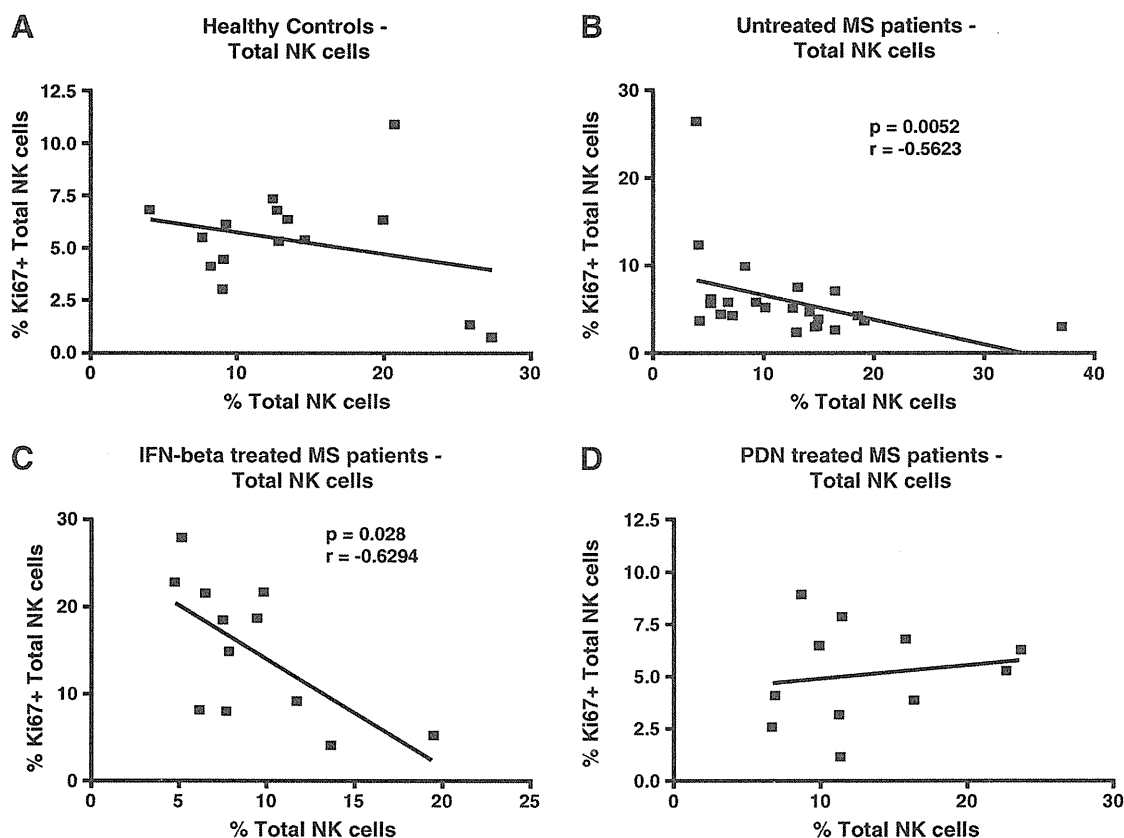 A
Healthy Controls -
Total NK cells
% Ki67+ Total NK cells
12.5
10.0
7.5
5.0
2.5
0.0
0
10
20
30
% Total NK cells
B
Untreated MS patients -
Total NK cells
% Ki67+ Total NK cells
30
20
10
0
p = 0.0052
r = -0.5623
0
10
20
30
40
% Total NK cells
C
IFN-beta treated MS patients -
Total NK cells
% Ki67+ Total NK cells
30
20
10
0
p = 0.028
r = -0.6294
0
5
10
15
20
25
% Total NK cells
D
PDN treated MS patients -
Total NK cells
% Ki67+ Total NK cells
12.5
10.0
7.5
5.0
2.5
0.0
0
10
20
30
% Total NK cells